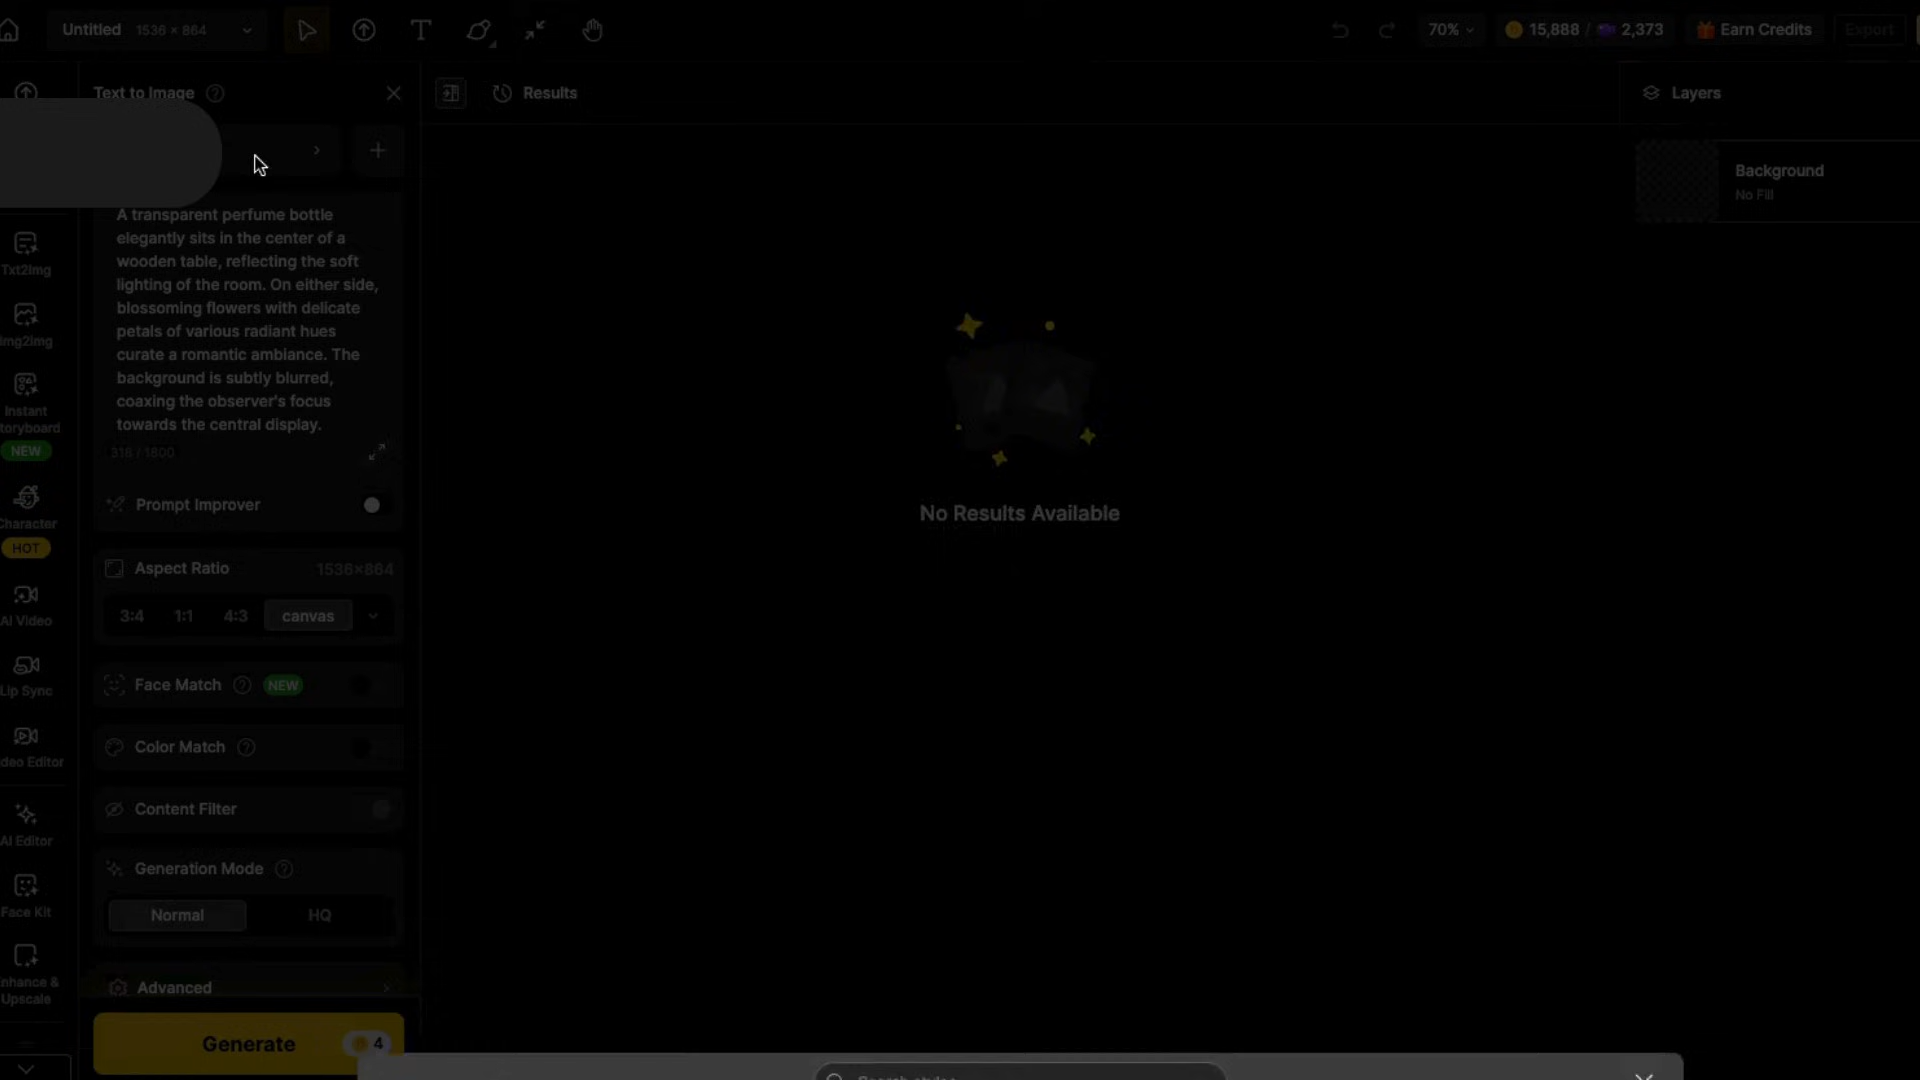 Untitled 1536 × 864
70%
15,888 / 2,373
Earn Credits
Export
Text to Image
Results
Layers
Background
No Fill
A transparent perfume bottle
elegantly sits in the center of a
wooden table, reflecting the soft
lighting of the room. On either side,
blossoming flowers with delicate
petals of various radiant hues
curate a romantic ambiance. The
background is subtly blurred,
coaxing the observer's focus
towards the central display.
318 / 1800
Prompt Improver
Aspect Ratio 1536×864
3:4 1:1 4:3 canvas
Face Match NEW
Color Match
Content Filter
Generation Mode
Normal HQ
Advanced
Generate 4
Txt2Img
Img2Img
Instant
toryboard
NEW
Character
HOT
AI Video
Lip Sync
deo Editor
AI Editor
Face Kit
nhance &
Upscale
No Results Available
Search styles